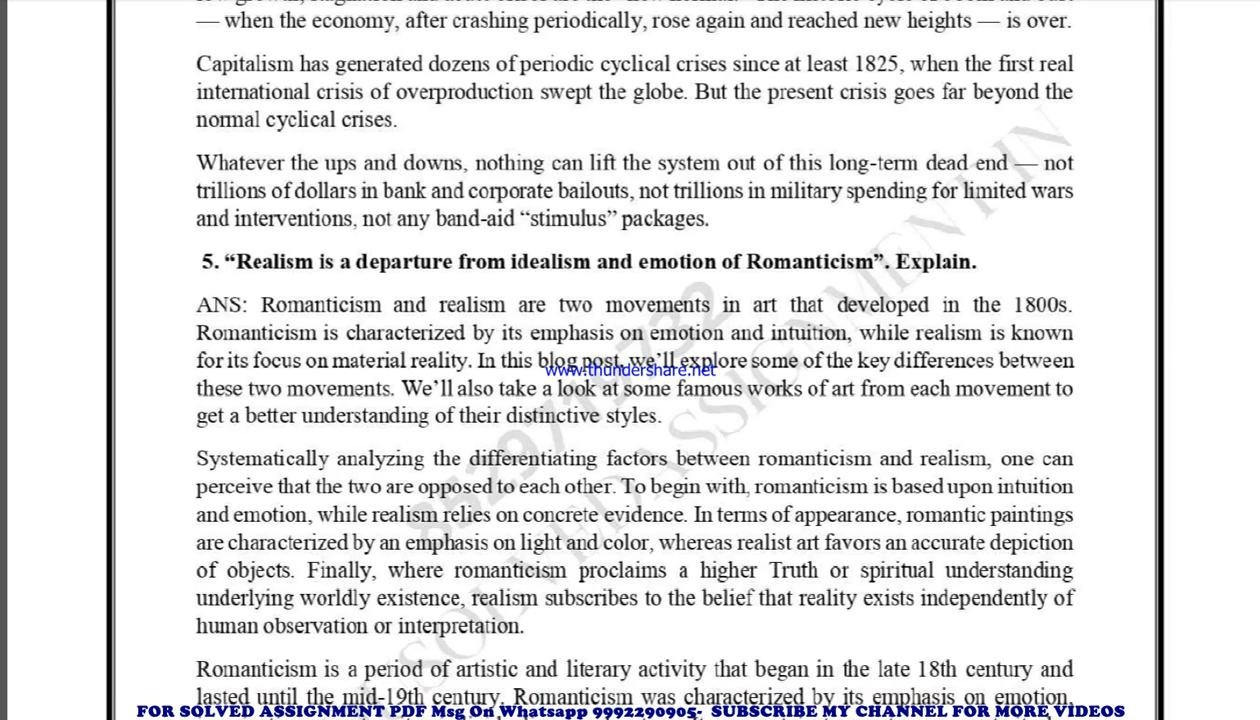 — when the economy, after crashing periodically, rose again and reached new heights — is over.
Capitalism has generated dozens of periodic cyclical crises since at least 1825, when the first real
international crisis of overproduction swept the globe. But the present crisis goes far beyond the
normal cyclical crises.
Whatever the ups and downs, nothing can lift the system out of this long-term dead end — not
trillions of dollars in bank and corporate bailouts, not trillions in military spending for limited wars
and interventions, not any band-aid “stimulus” packages.
5. “Realism is a departure from idealism and emotion of Romanticism”. Explain.
ANS: Romanticism and realism are two movements in art that developed in the 1800s.
Romanticism is characterized by its emphasis on emotion and intuition, while realism is known
for its focus on material reality. In this blog post, we’ll explore some of the key differences between
www.thundershare.net
these two movements. We’ll also take a look at some famous works of art from each movement to
get a better understanding of their distinctive styles.
Systematically analyzing the differentiating factors between romanticism and realism, one can
perceive that the two are opposed to each other. To begin with, romanticism is based upon intuition
and emotion, while realism relies on concrete evidence. In terms of appearance, romantic paintings
are characterized by an emphasis on light and color, whereas realist art favors an accurate depiction
of objects. Finally, where romanticism proclaims a higher Truth or spiritual understanding
underlying worldly existence, realism subscribes to the belief that reality exists independently of
human observation or interpretation.
Romanticism is a period of artistic and literary activity that began in the late 18th century and
lasted until the mid-19th century. Romanticism was characterized by its emphasis on emotion,
FOR SOLVED ASSIGNMENT PDF Msg On Whatsapp 9992290905- SUBSCRIBE MY CHANNEL FOR MORE VIDEOS
8529719732
SOLVEDASSIGNMENT IN